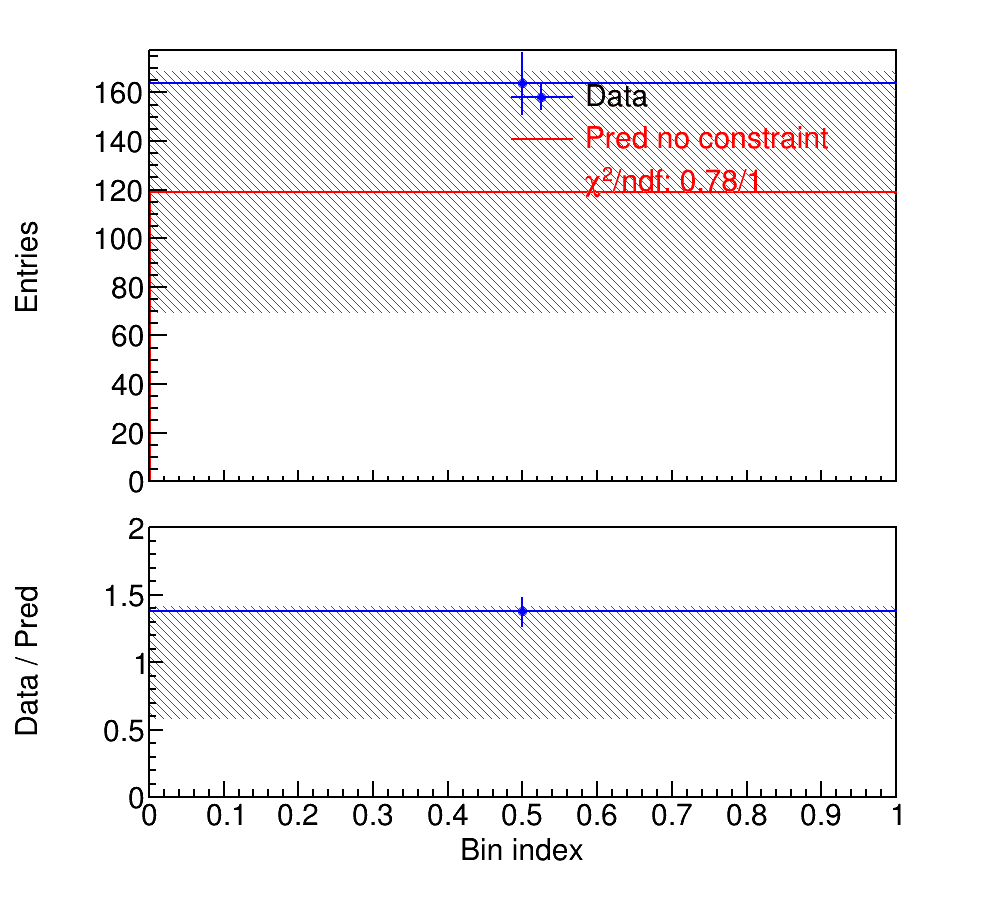 160
140
120
100
80
60
40
20
0
Entries
Data
Pred no constraint
χ²/ndf: 0.78/1
2
1.5
1
0.5
0
Data / Pred
0 0.1 0.2 0.3 0.4 0.5 0.6 0.7 0.8 0.9 1
Bin index